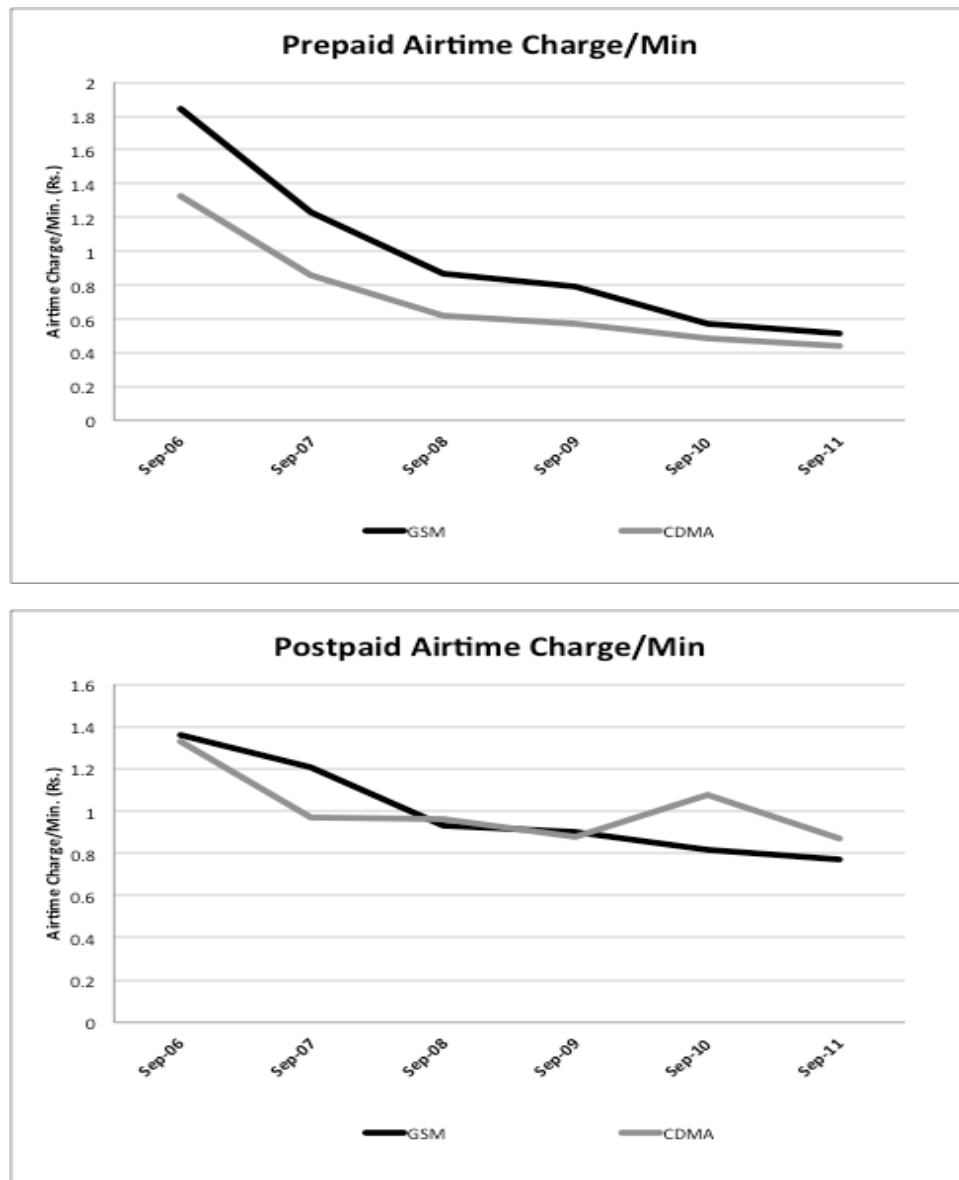 Prepaid Airtime Charge/Min
Airtime Charge/Min. (Rs.)
2
1.8
1.6
1.4
1.2
1
0.8
0.6
0.4
0.2
0
Sep-06 Sep-07 Sep-08 Sep-09 Sep-10 Sep-11
GSM CDMA
Postpaid Airtime Charge/Min
Airtime Charge/Min. (Rs.)
1.6
1.4
1.2
1
0.8
0.6
0.4
0.2
0
Sep-06 Sep-07 Sep-08 Sep-09 Sep-10 Sep-11
GSM CDMA